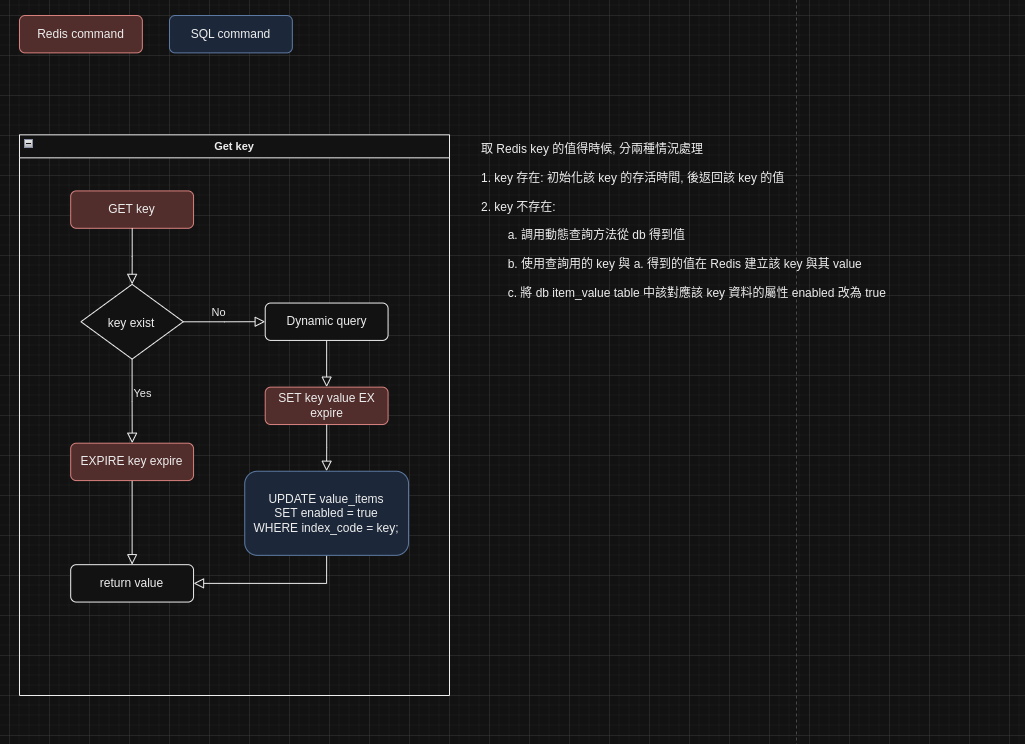 Redis command
SQL command
Get key
GET key
key exist
No
Dynamic query
Yes
SET key value EX
expire
EXPIRE key expire
UPDATE value_items
SET enabled = true
WHERE index_code = key;
return value
取 Redis key 的值得時候, 分兩種情況處理
1. key 存在: 初始化該 key 的存活時間, 後返回該 key 的值
2. key 不存在:
a. 調用動態查詢方法從 db 得到值
b. 使用查詢用的 key 與 a. 得到的值在 Redis 建立該 key 與其 value
c. 將 db item_value table 中該對應該 key 資料的屬性 enabled 改為 true